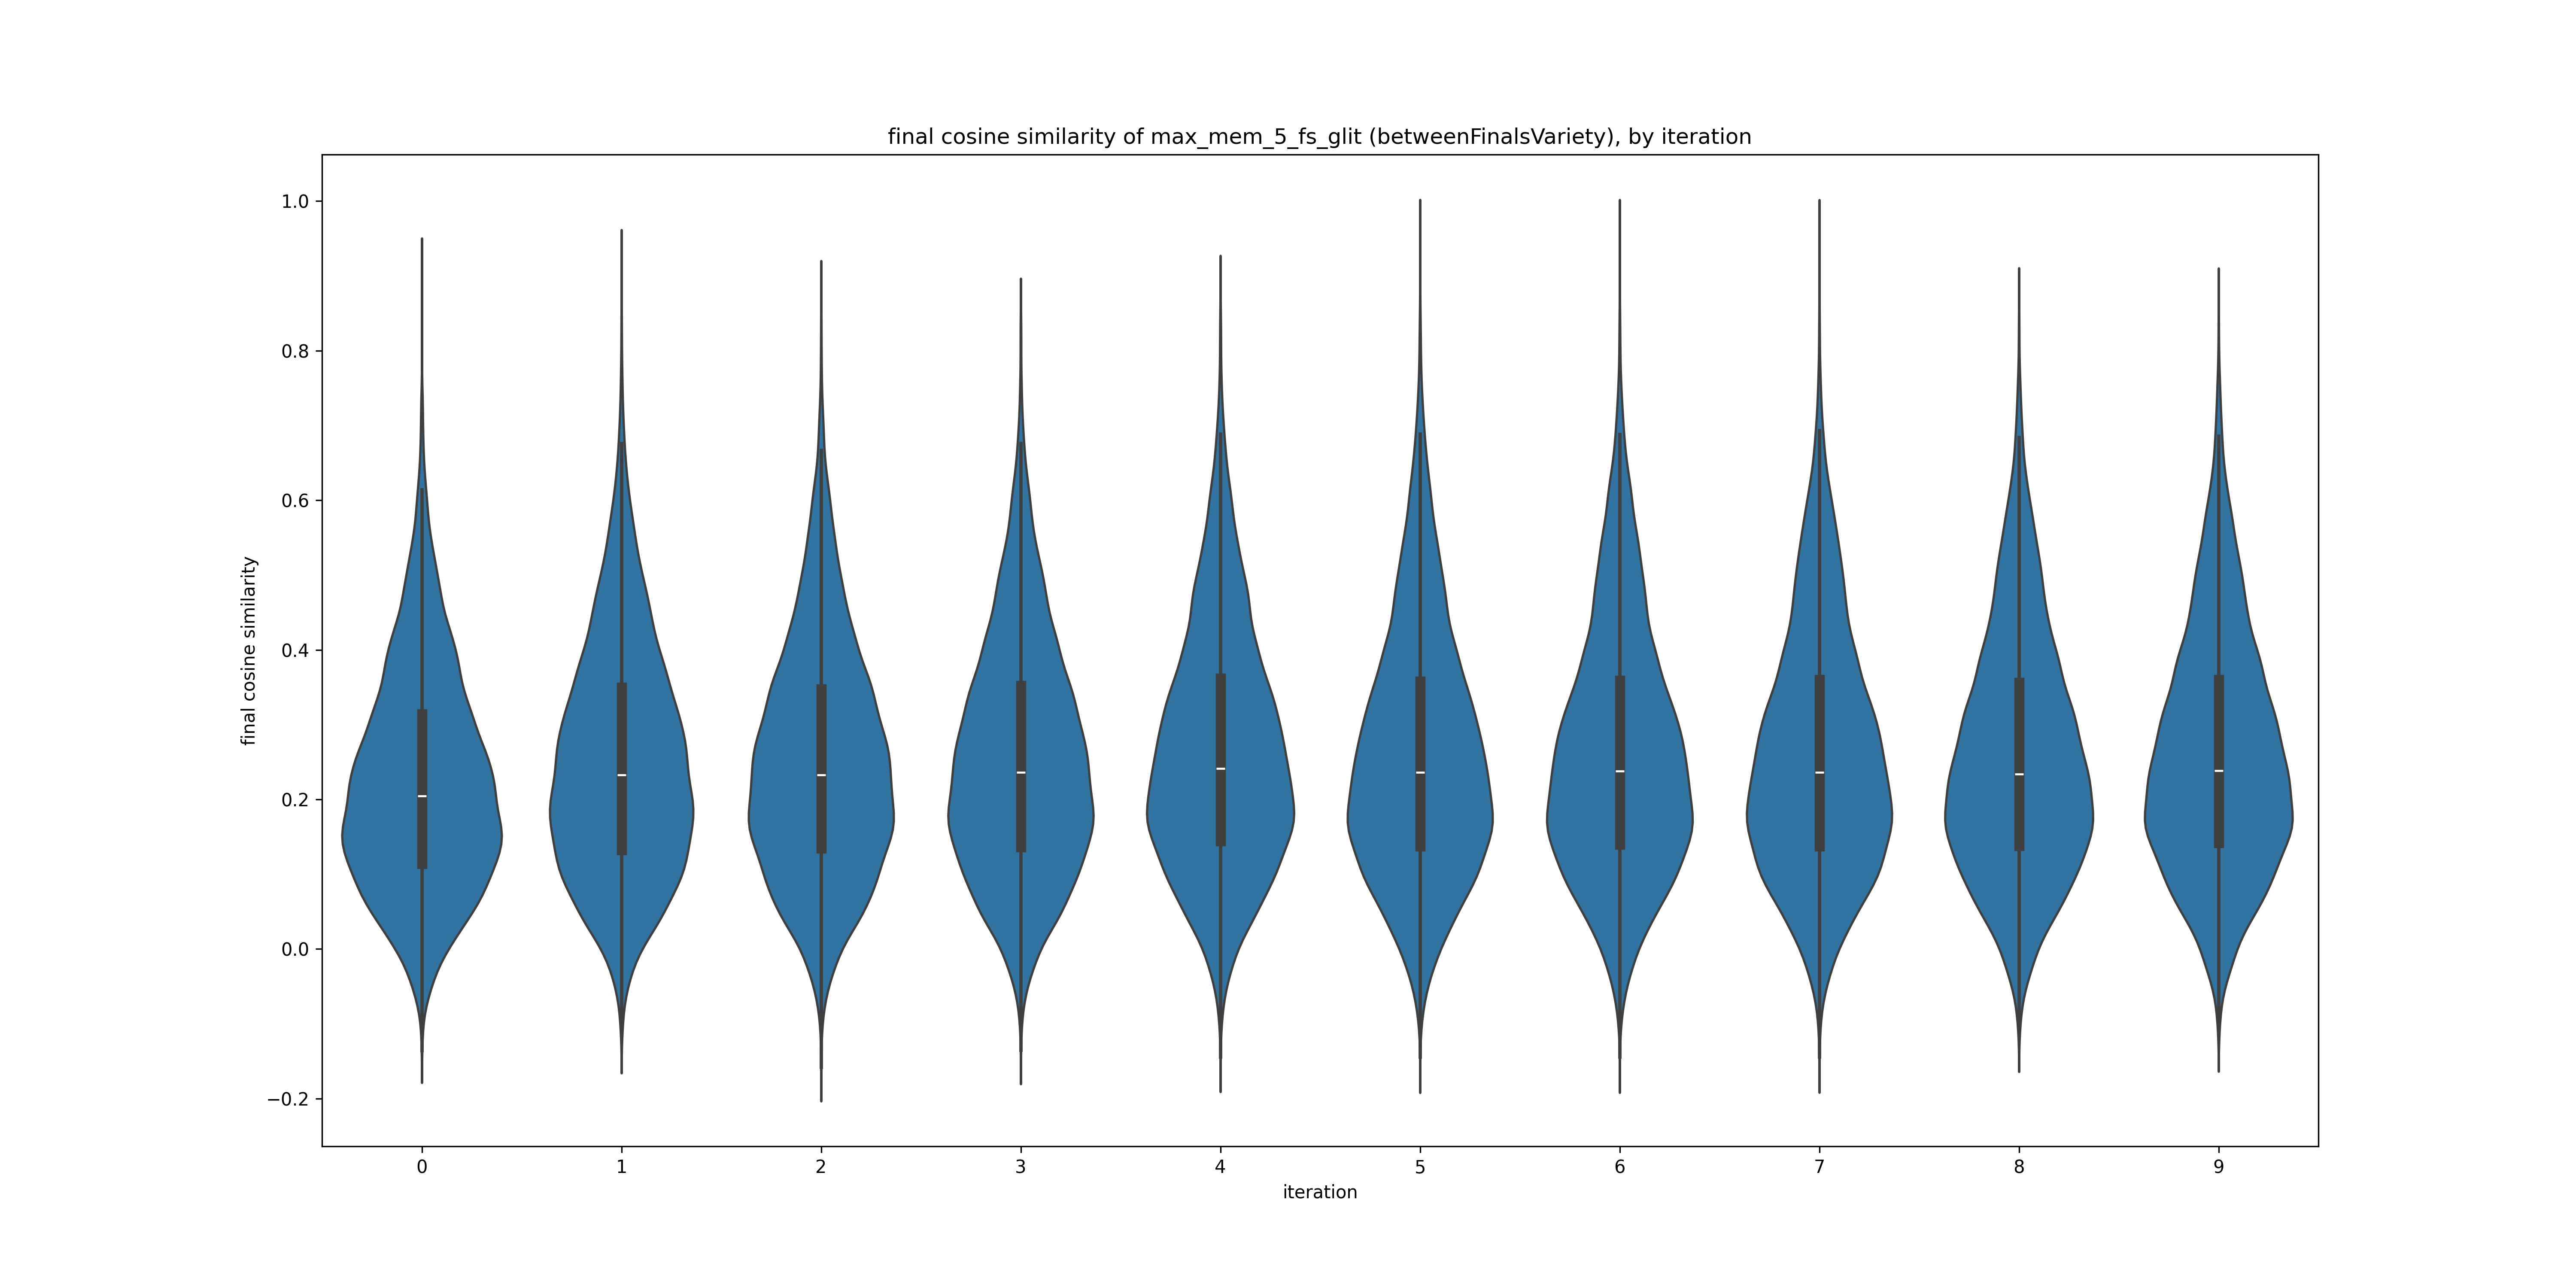 final cosine similarity of max_mem_5_fs_glit (betweenFinalsVariety), by iteration
1.0
0.8
0.6
0.4
0.2
0.0
−0.2
final cosine similarity
0 1 2 3 4 5 6 7 8 9
iteration